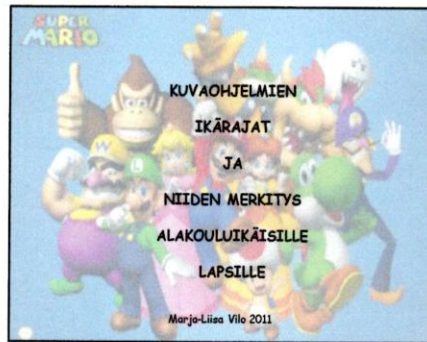 SUPER
MARIO
KUVAOHJELMIEN
IKÄRAJAT
JA
NIIDEN MERKITYS
ALAKOULUIKÄISILLE
LAPSILLE
Marja-Liisa Vilo 2011